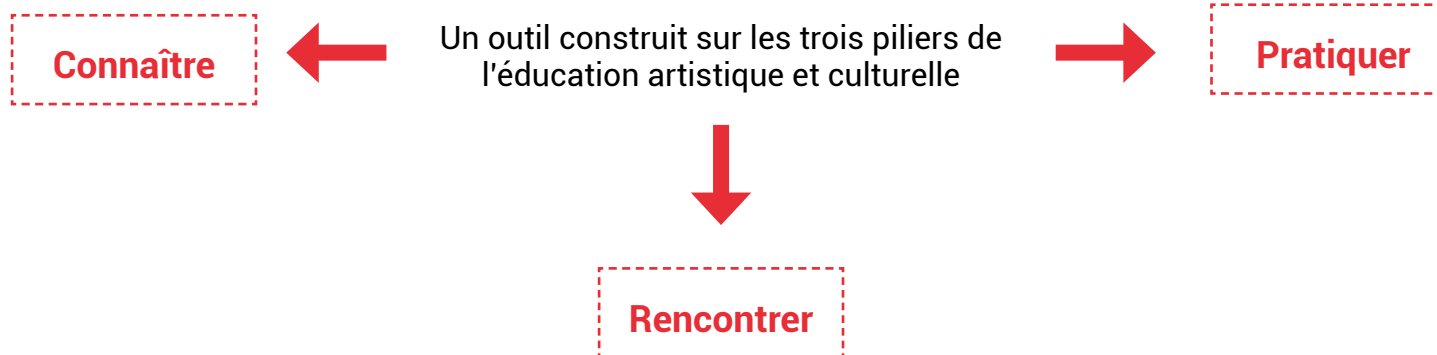 Connaître
Un outil construit sur les trois piliers de
l'éducation artistique et culturelle
Pratiquer
Rencontrer